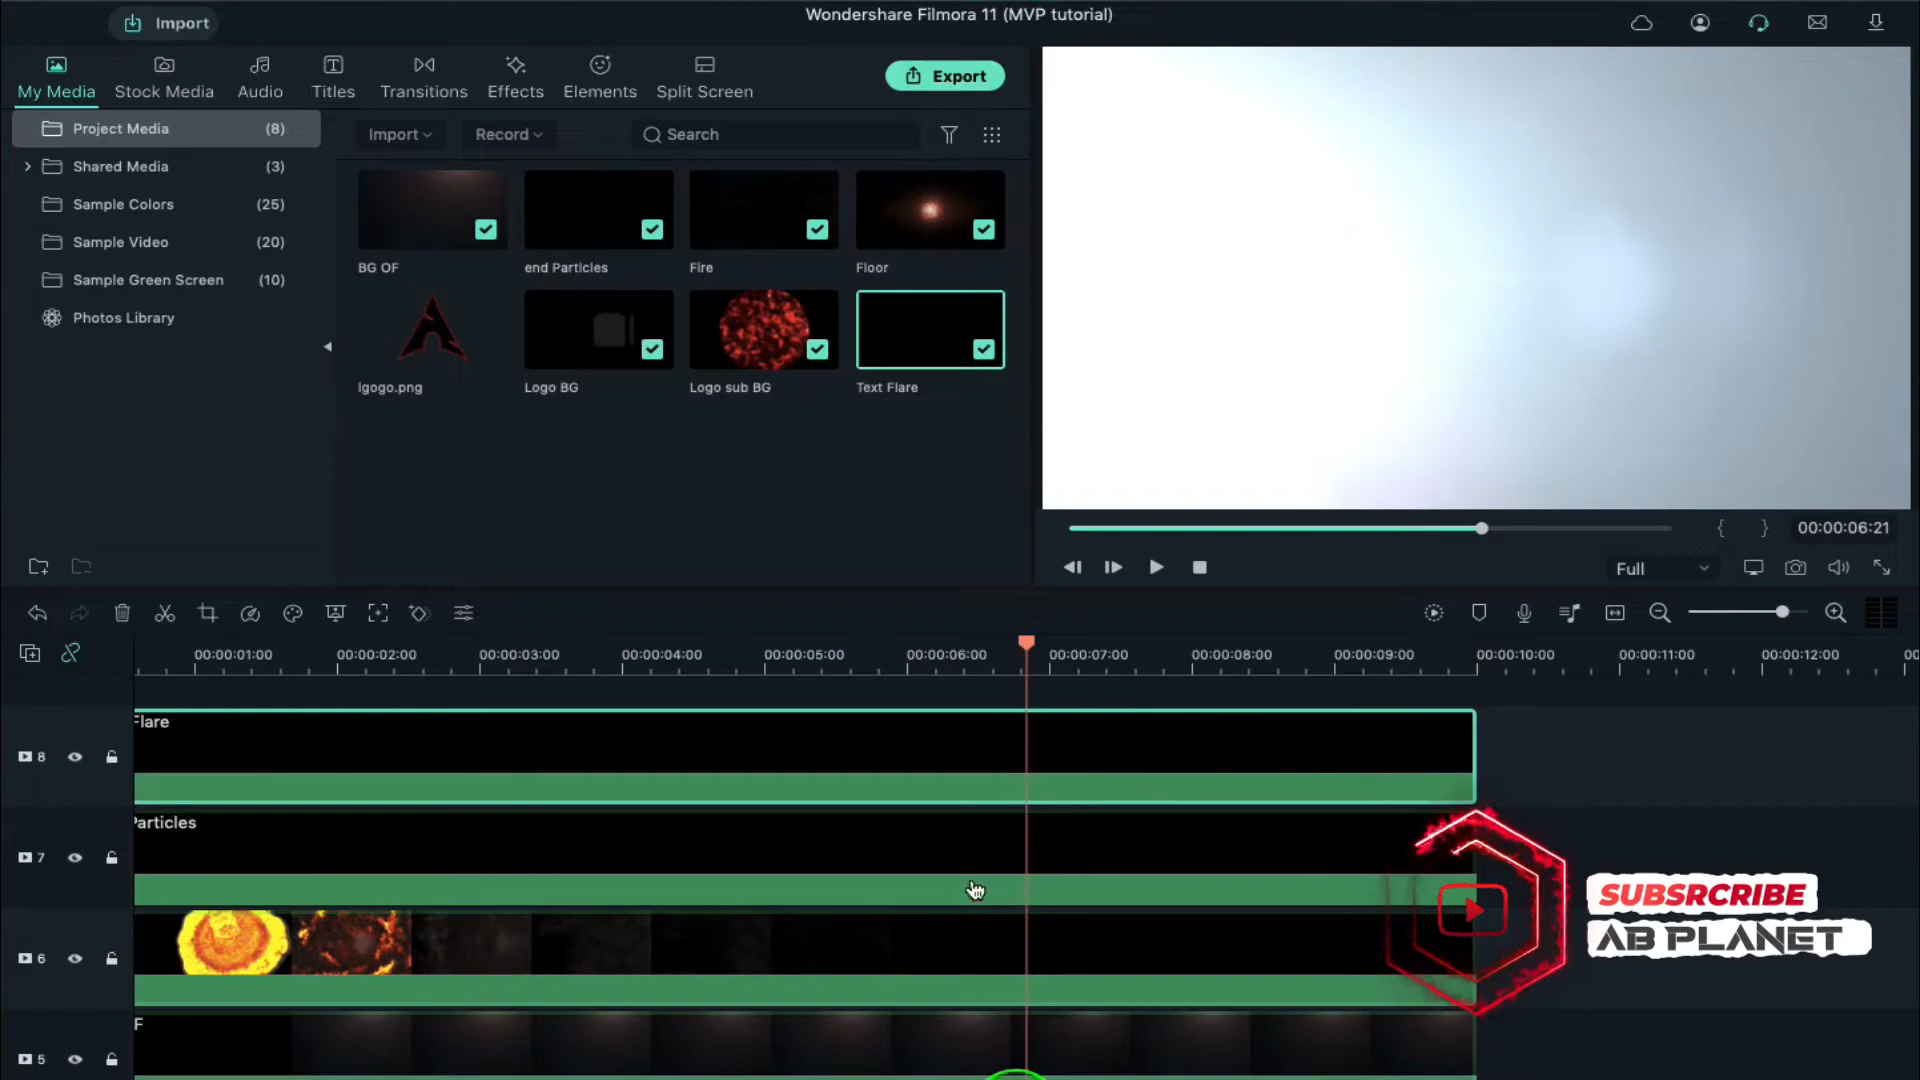 Wondershare Filmora 11 (MVP tutorial)
Import
My Media
Stock Media
Audio
Titles
Transitions
Effects
Elements
Split Screen
Export
Project Media (8)
Shared Media (3)
Sample Colors (25)
Sample Video (20)
Sample Green Screen (10)
Photos Library
Import
Record
Search
BG OF
end Particles
Fire
Floor
lgogo.png
Logo BG
Logo sub BG
Text Flare
00:00:06:21
Full
00:00:01:00 00:00:02:00 00:00:03:00 00:00:04:00 00:00:05:00 00:00:06:00 00:00:07:00 00:00:08:00 00:00:09:00 00:00:10:00 00:00:11:00 00:00:12:00 00
Flare
8
Particles
7
6
F
5
SUBSRCRIBE
AB PLANET